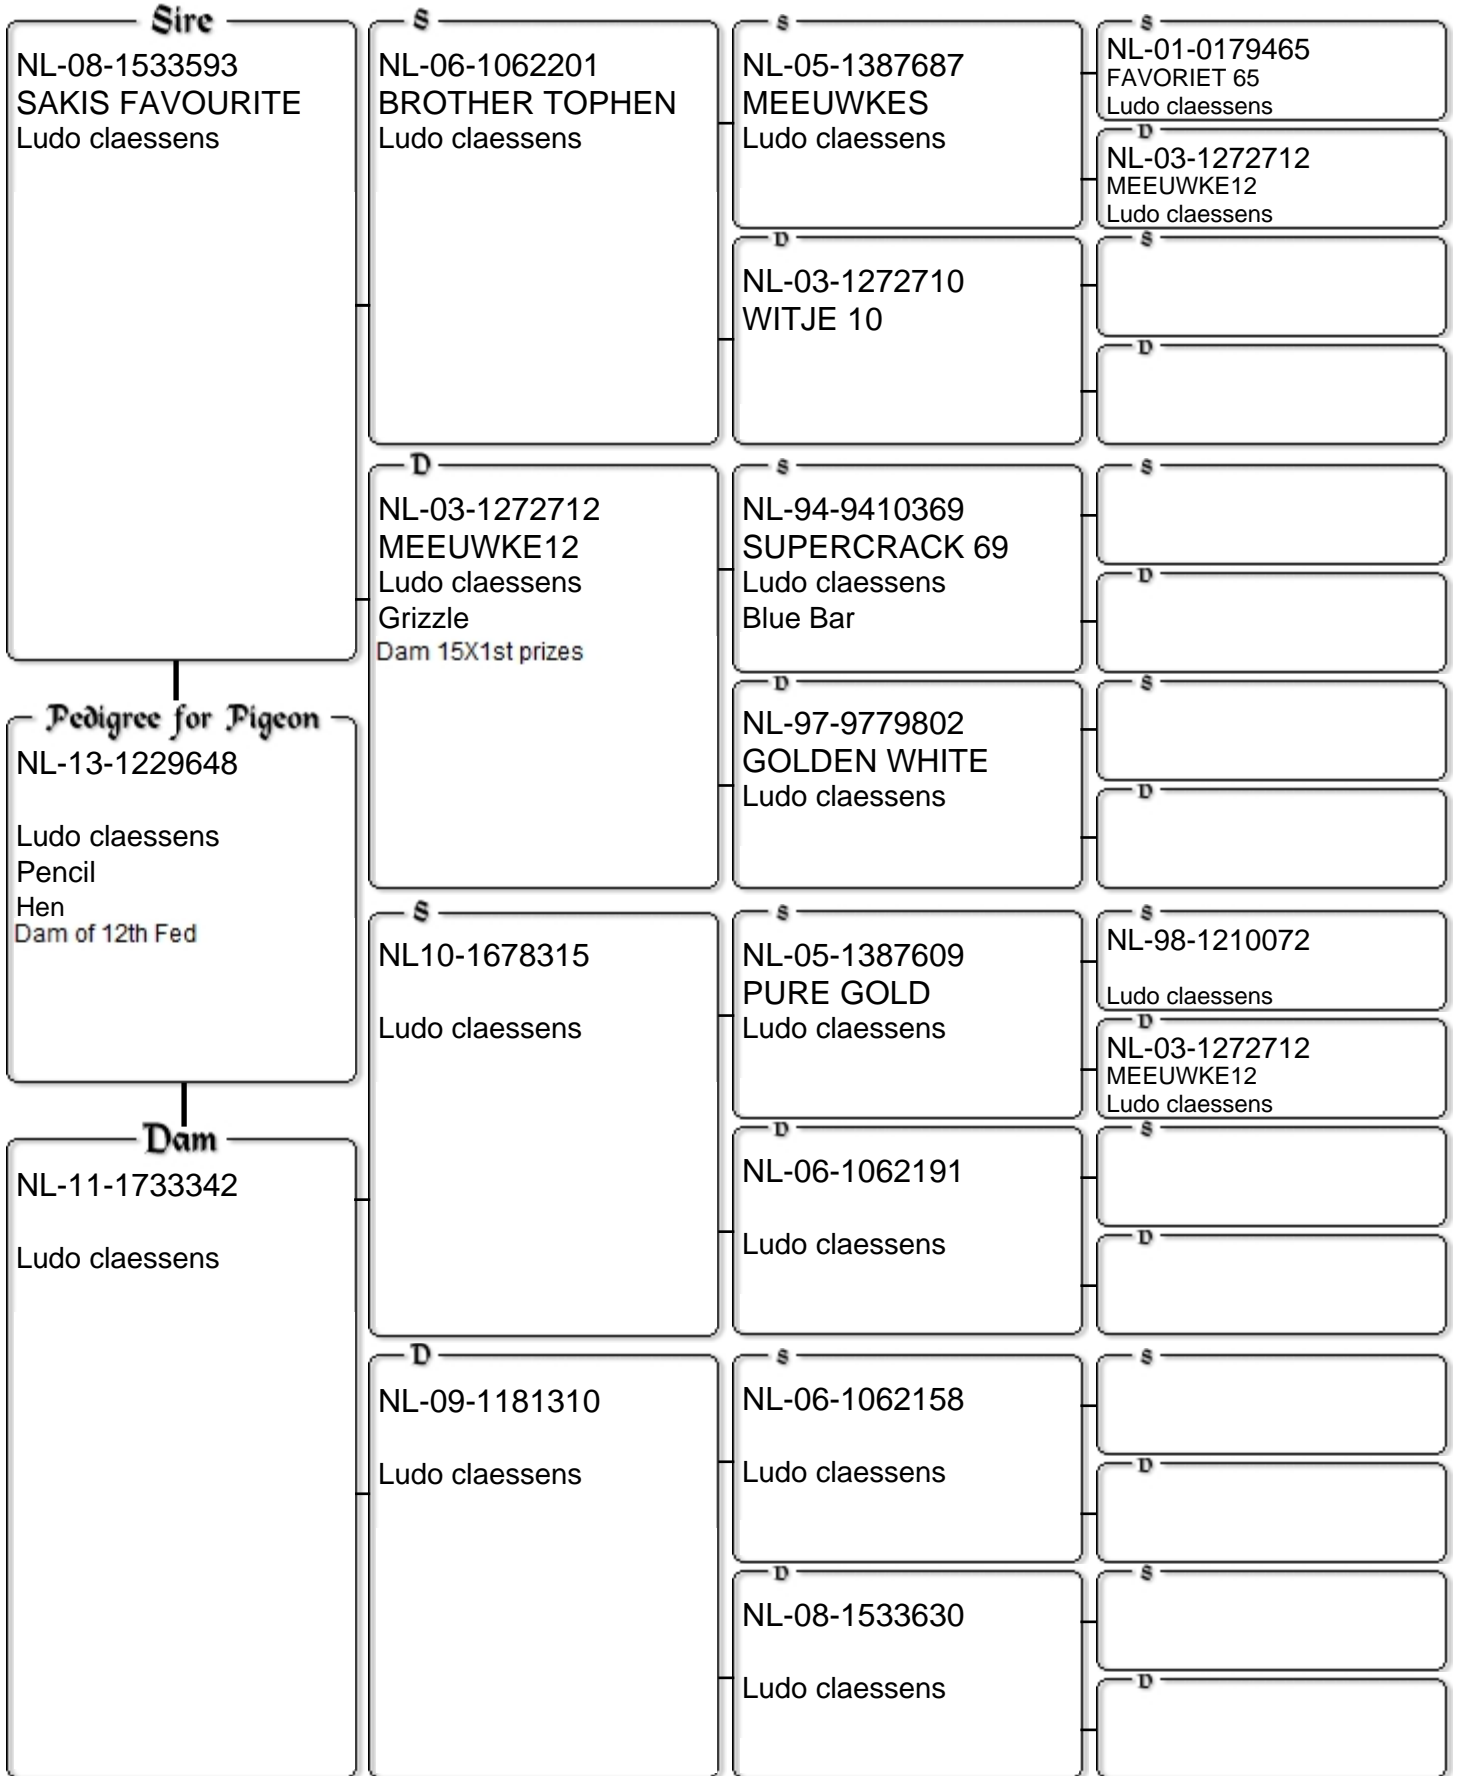 Sire
NL-08-1533593
SAKIS FAVOURITE
Ludo claessens
Pedigree for Pigeon
NL-13-1229648
Ludo claessens
Pencil
Hen
Dam of 12th Fed
Dam
NL-11-1733342
Ludo claessens
S
NL-06-1062201
BROTHER TOPHEN
Ludo claessens
D
NL-03-1272712
MEEUWKE12
Ludo claessens
Grizzle
Dam 15X1st prizes
S
NL10-1678315
Ludo claessens
D
NL-09-1181310
Ludo claessens
S
NL-05-1387687
MEEUWKES
Ludo claessens
D
NL-03-1272710
WITJE 10
S
NL-94-9410369
SUPERCRACK 69
Ludo claessens
Blue Bar
D
NL-97-9779802
GOLDEN WHITE
Ludo claessens
S
NL-05-1387609
PURE GOLD
Ludo claessens
D
NL-06-1062191
Ludo claessens
S
NL-06-1062158
Ludo claessens
D
NL-08-1533630
Ludo claessens
S
NL-01-0179465
FAVORIET 65
Ludo claessens
D
NL-03-1272712
MEEUWKE12
Ludo claessens
S
D
S
D
S
D
S
NL-98-1210072
Ludo claessens
D
NL-03-1272712
MEEUWKE12
Ludo claessens
S
D
S
D
S
D